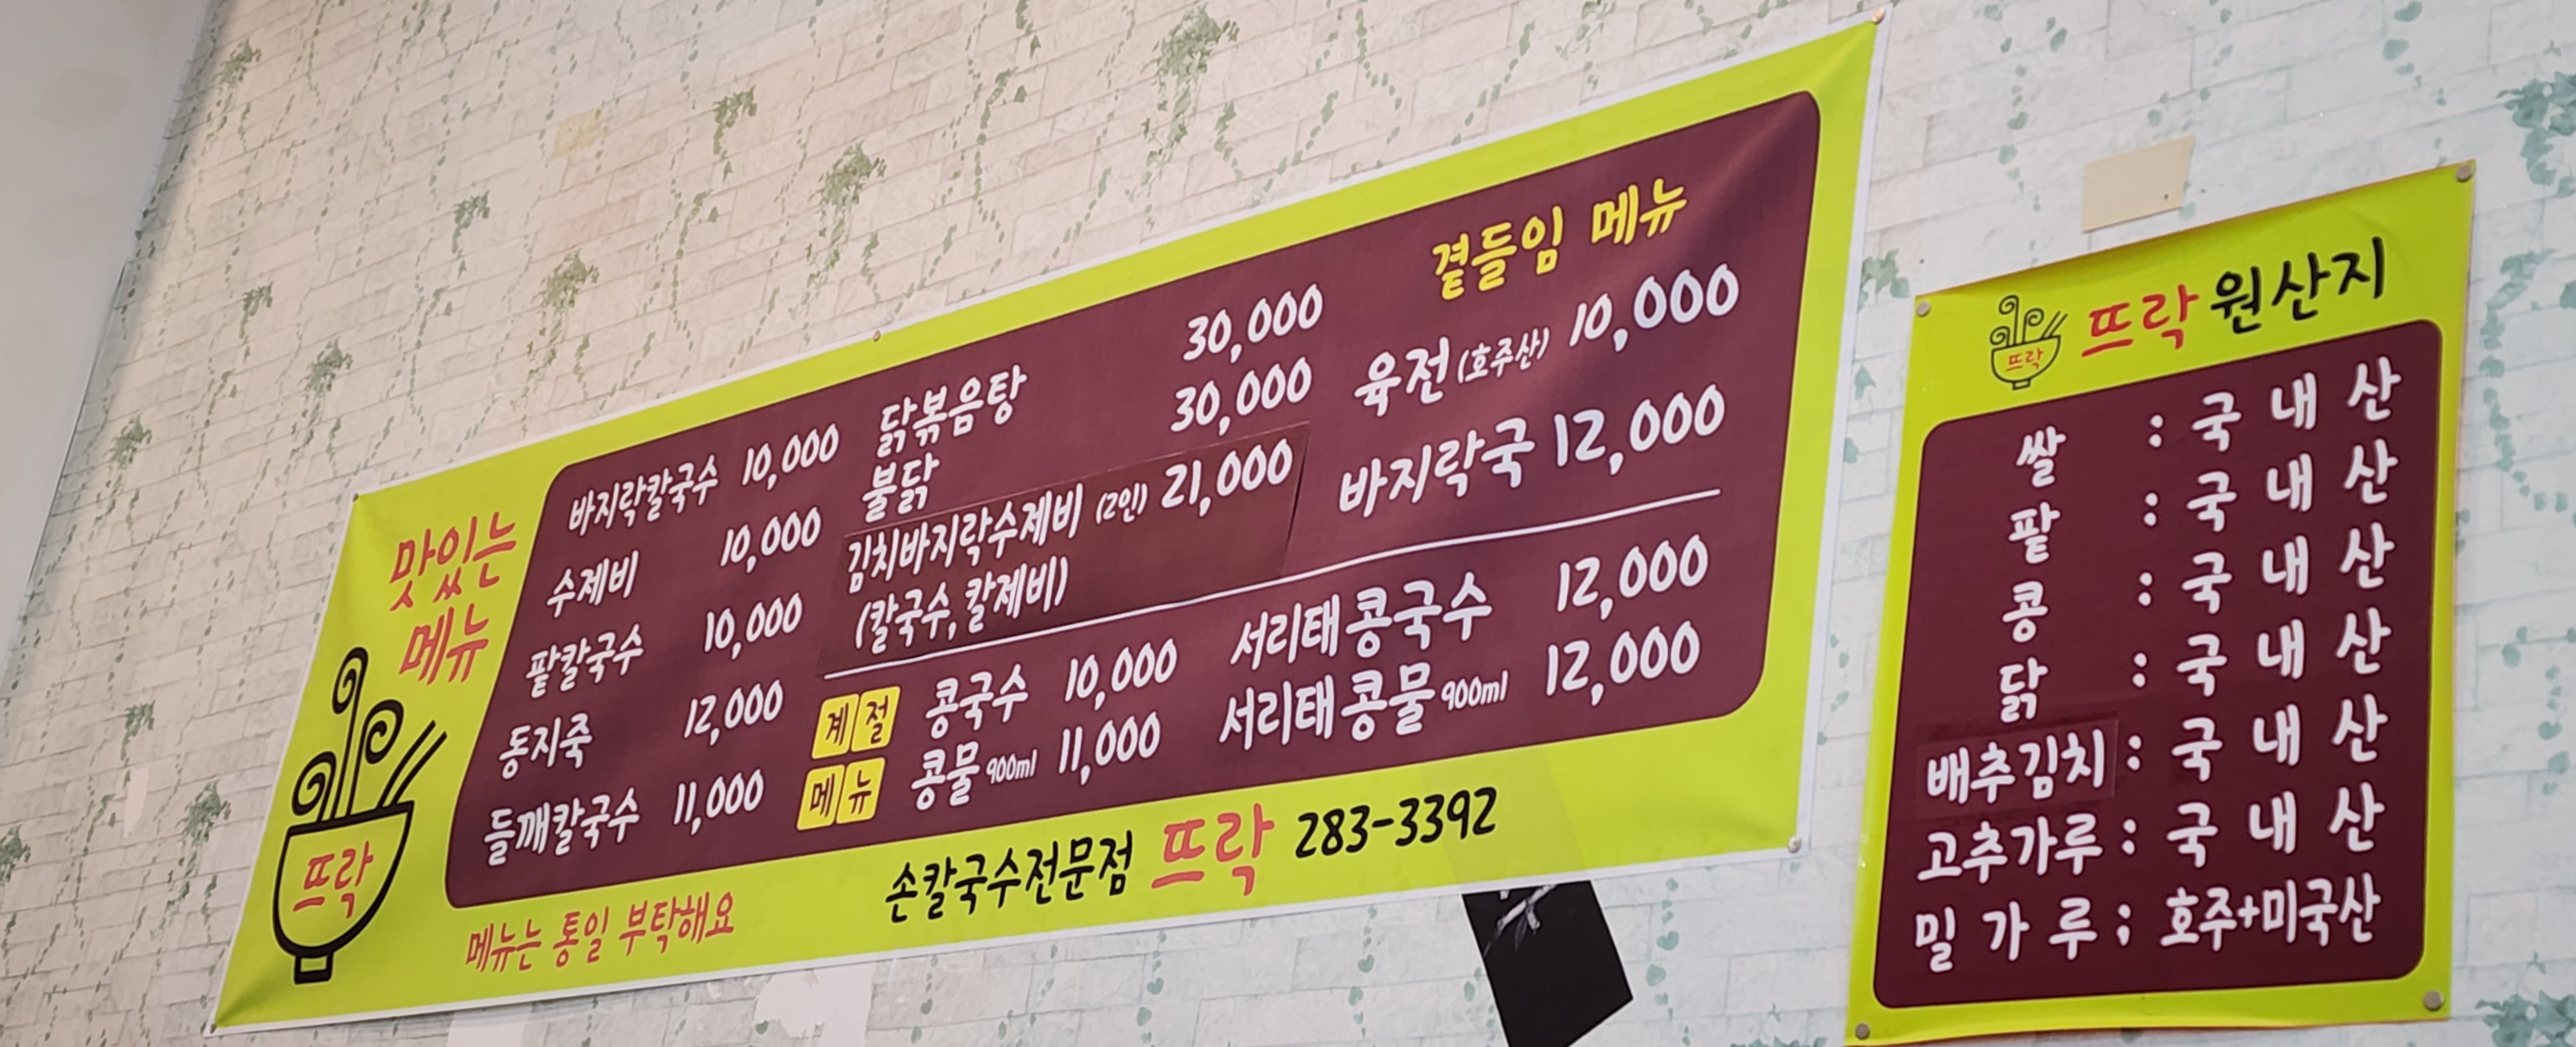 맛있는
메뉴
뜨락
바지락칼국수 10,000
수제비 10,000
팥칼국수 10,000
동지죽 12,000
들깨칼국수 11,000
닭볶음탕 30,000
불닭 30,000
김치바지락수제비 (2인) 21,000
(칼국수, 칼제비)
곁들임 메뉴
육전 (호주산) 10,000
바지락국 12,000
계절
메뉴
콩국수 10,000
콩물 900ml 11,000
서리태 콩국수 12,000
서리태 콩물 900ml 12,000
메뉴는 통일 부탁해요
손칼국수전문점 뜨락 283-3392
뜨락
뜨락 원산지
쌀 : 국내산
팥 : 국내산
콩 : 국내산
닭 : 국내산
배추김치 : 국내산
고추가루 : 국내산
밀가루 : 호주+미국산